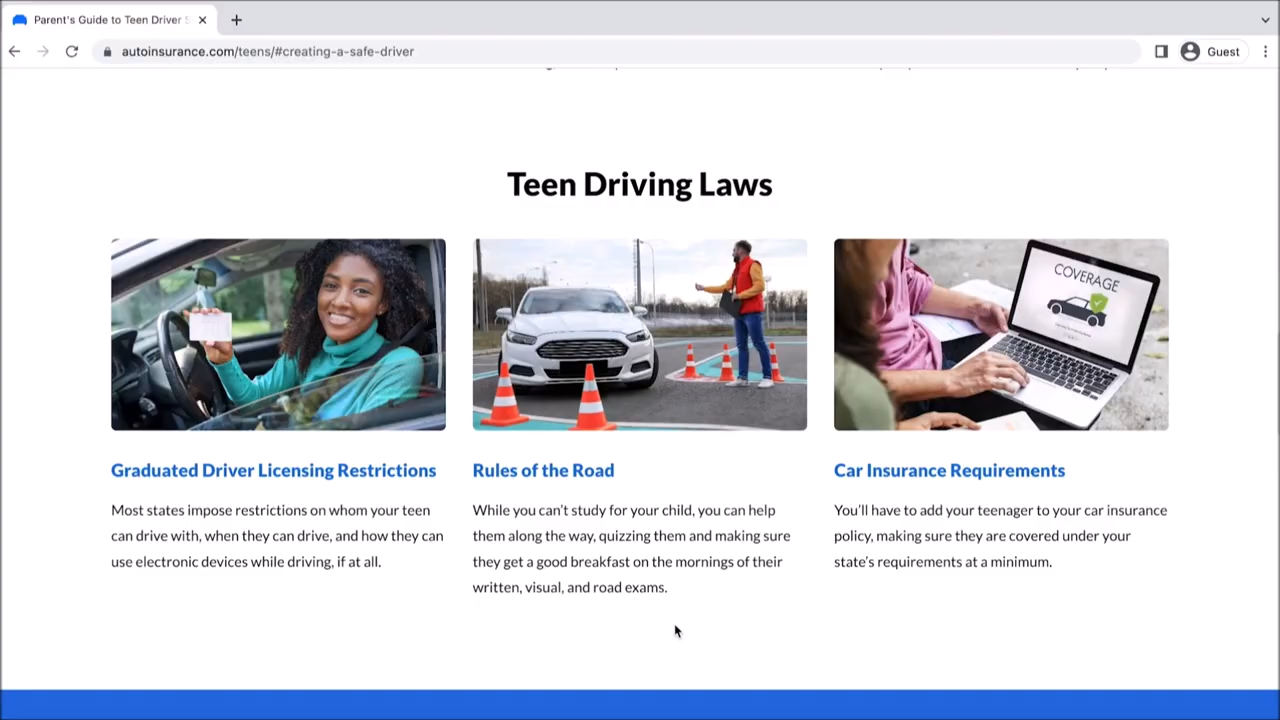 Parent's Guide to Teen Driver
autoinsurance.com/teens/#creating-a-safe-driver
Guest
Teen Driving Laws
COVERAGE
Graduated Driver Licensing Restrictions
Most states impose restrictions on whom your teen
can drive with, when they can drive, and how they can
use electronic devices while driving, if at all.
Rules of the Road
While you can't study for your child, you can help
them along the way, quizzing them and making sure
they get a good breakfast on the mornings of their
written, visual, and road exams.
Car Insurance Requirements
You'll have to add your teenager to your car insurance
policy, making sure they are covered under your
state's requirements at a minimum.